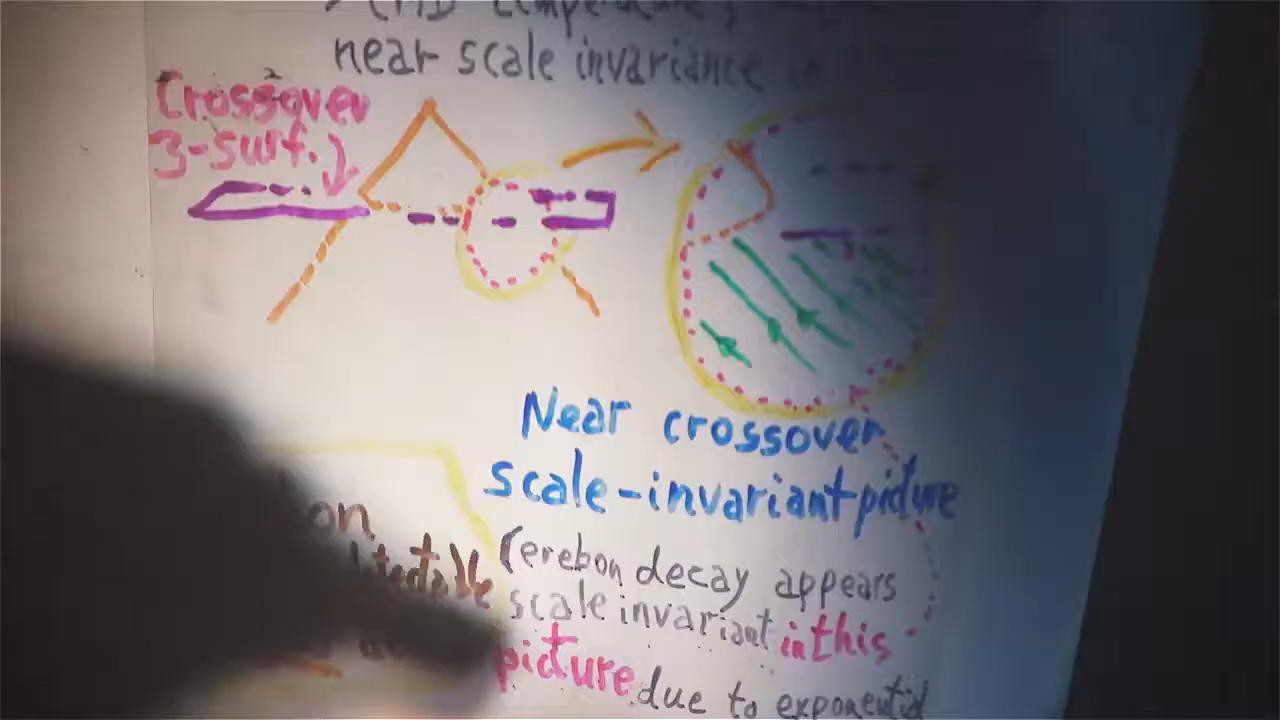 near scale invariance in
Crossover
3-surf.
Near crossover
scale-invariant picture
(erebon decay appears
scale invariant in this
picture due to exponential